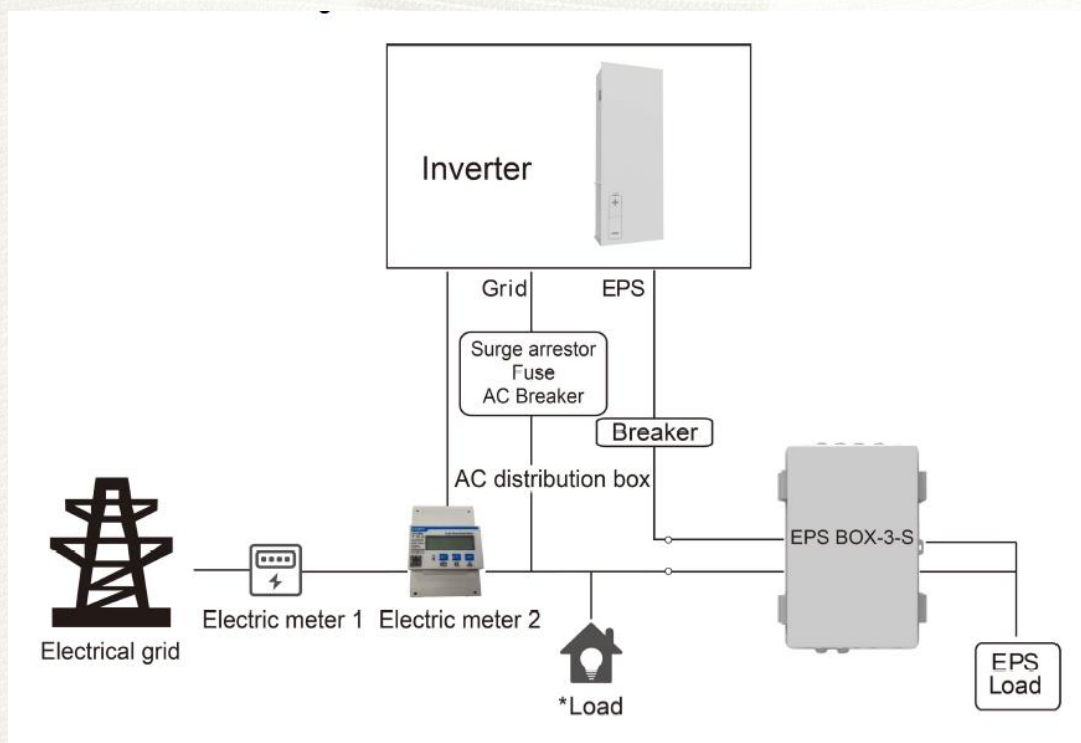 Inverter
Grid
EPS
Surge arrestor
Fuse
AC Breaker
Breaker
AC distribution box
EPS BOX-3-S
Electric meter 1
Electric meter 2
Electrical grid
*Load
EPS
Load